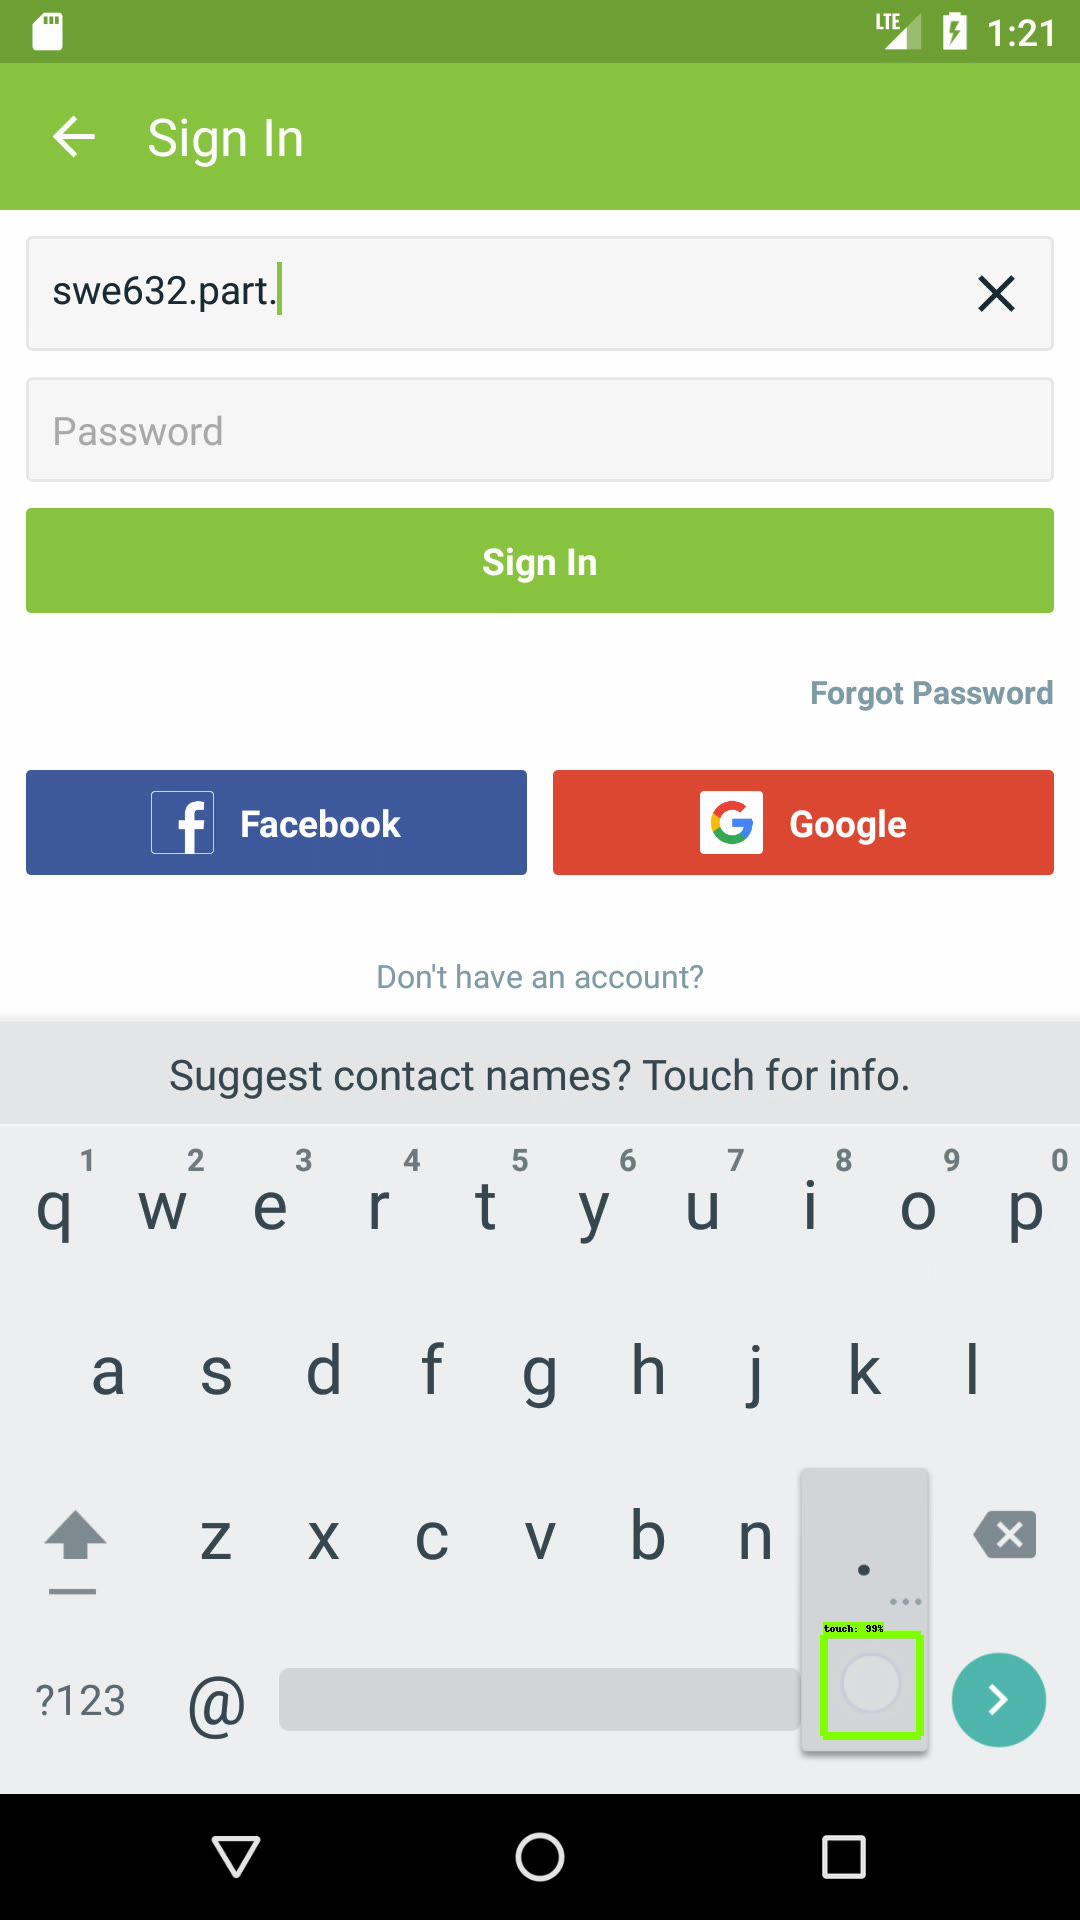 LTE 1:21
Sign In
swe632.part.
Password
Sign In
Forgot Password
Facebook Google
Don't have an account?
Suggest contact names? Touch for info.
1 2 3 4 5 6 7 8 9 0
q w e r t y u i o p
a s d f g h j k l
z x c v b n .
touch: 99%
?123 @